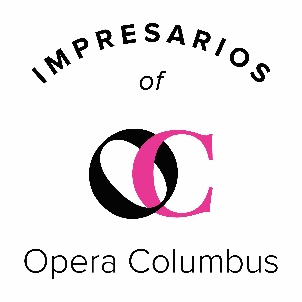 IMPRESARIOS
of
OC
Opera Columbus